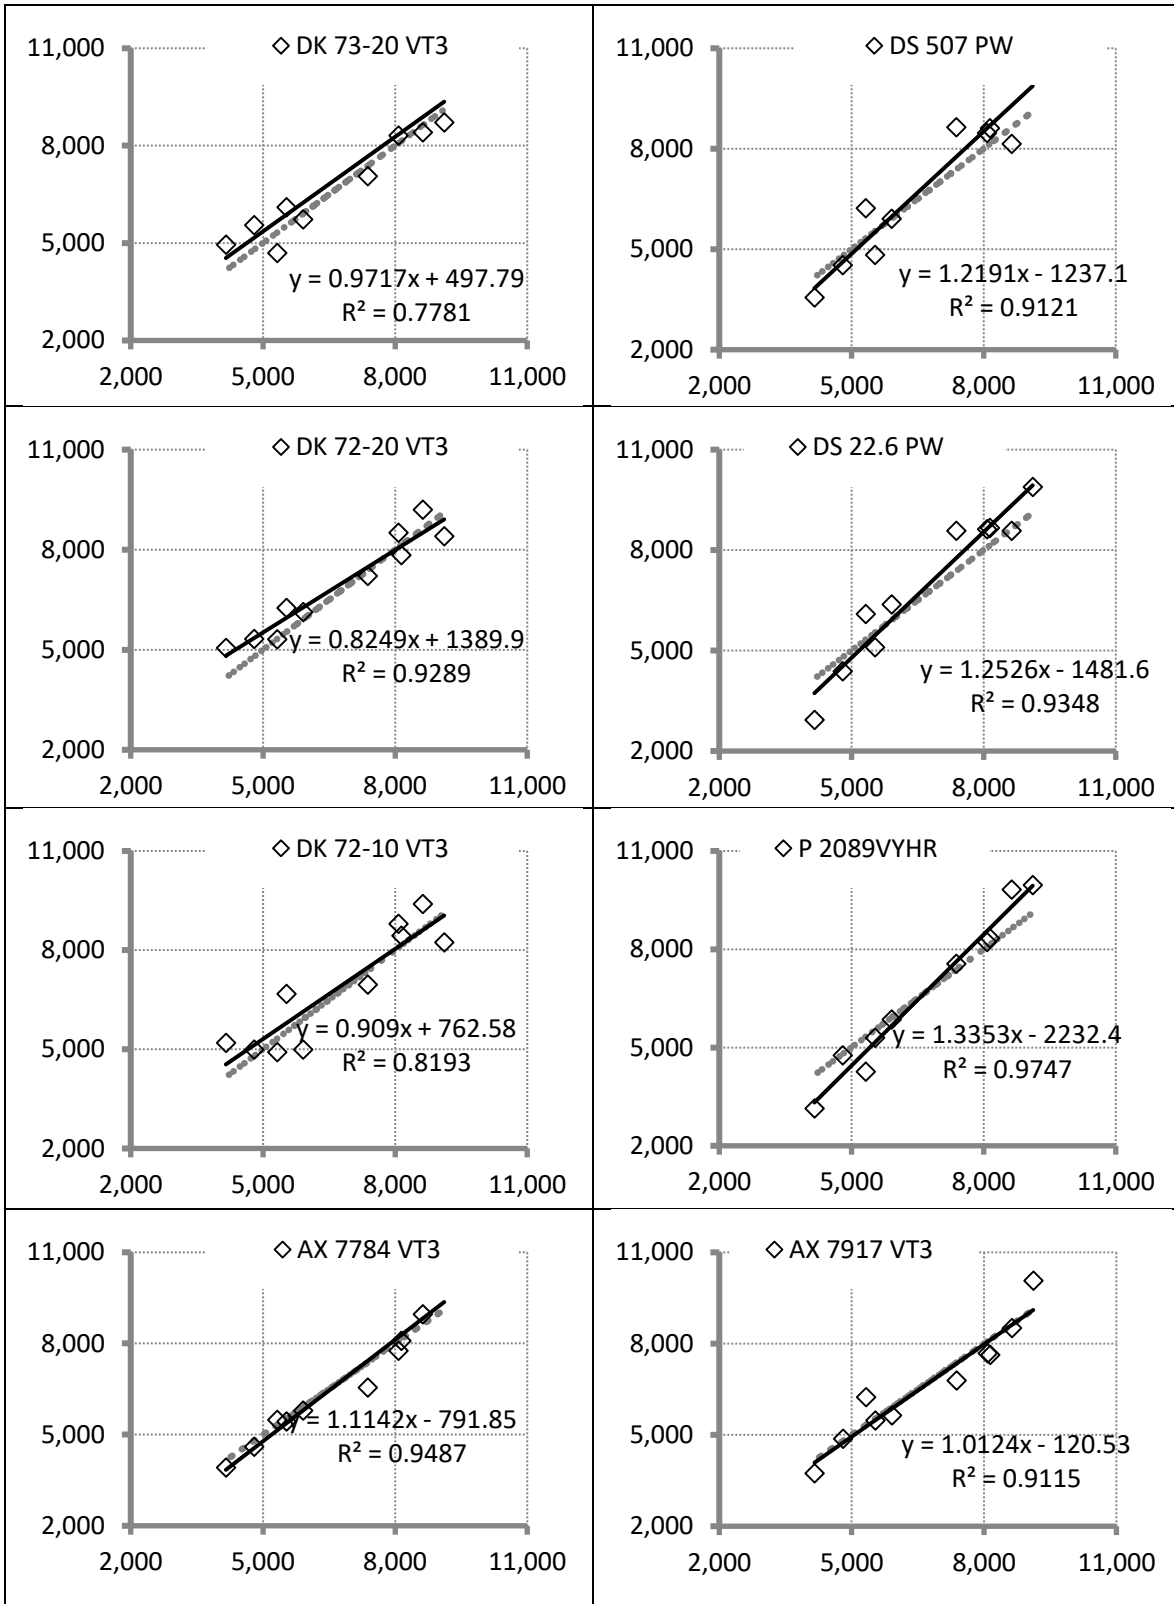 DK 73-20 VT3
11,000
8,000
5,000
2,000
y = 0.9717x + 497.79
R² = 0.7781
2,000 5,000 8,000 11,000
DS 507 PW
11,000
8,000
5,000
2,000
y = 1.2191x - 1237.1
R² = 0.9121
2,000 5,000 8,000 11,000
DK 72-20 VT3
11,000
8,000
5,000
2,000
y = 0.8249x + 1389.9
R² = 0.9289
2,000 5,000 8,000 11,000
DS 22.6 PW
11,000
8,000
5,000
2,000
y = 1.2526x - 1481.6
R² = 0.9348
2,000 5,000 8,000 11,000
DK 72-10 VT3
11,000
8,000
5,000
2,000
y = 0.909x + 762.58
R² = 0.8193
2,000 5,000 8,000 11,000
P 2089VYHR
11,000
8,000
5,000
2,000
y = 1.3353x - 2232.4
R² = 0.9747
2,000 5,000 8,000 11,000
AX 7784 VT3
11,000
8,000
5,000
2,000
y = 1.1142x - 791.85
R² = 0.9487
2,000 5,000 8,000 11,000
AX 7917 VT3
11,000
8,000
5,000
2,000
y = 1.0124x - 120.53
R² = 0.9115
2,000 5,000 8,000 11,000